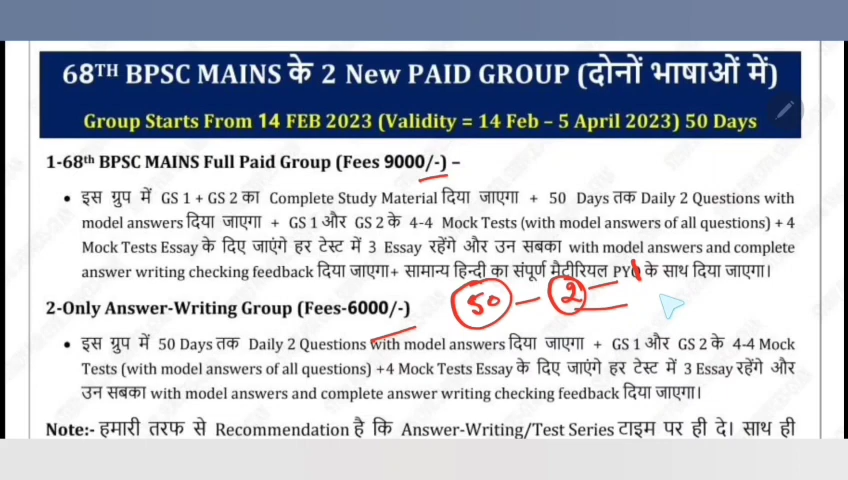 68TH BPSC MAINS के 2 New PAID GROUP (दोनों भाषाओं में)
Group Starts From 14 FEB 2023 (Validity = 14 Feb – 5 April 2023) 50 Days
1-68th BPSC MAINS Full Paid Group (Fees 9000/-) –
• इस ग्रुप में GS 1 + GS 2 का Complete Study Material दिया जाएगा + 50 Days तक Daily 2 Questions with
model answers दिया जाएगा + GS 1 और GS 2 के 4-4 Mock Tests (with model answers of all questions) + 4
Mock Tests Essay के दिए जाएंगे हर टेस्ट में 3 Essay रहेंगे और उन सबका with model answers and complete
answer writing checking feedback दिया जाएगा+ सामान्य हिन्दी का संपूर्ण मैटीरियल PYQ के साथ दिया जाएगा।
50 – 2 –
2-Only Answer-Writing Group (Fees-6000/-)
• इस ग्रुप में 50 Days तक Daily 2 Questions with model answers दिया जाएगा + GS 1 और GS 2 के 4-4 Mock
Tests (with model answers of all questions) +4 Mock Tests Essay के दिए जाएंगे हर टेस्ट में 3 Essay रहेंगे और
उन सबका with model answers and complete answer writing checking feedback दिया जाएगा।
Note:- हमारी तरफ से Recommendation है कि Answer-Writing/Test Series टाइम पर ही दे। साथ ही